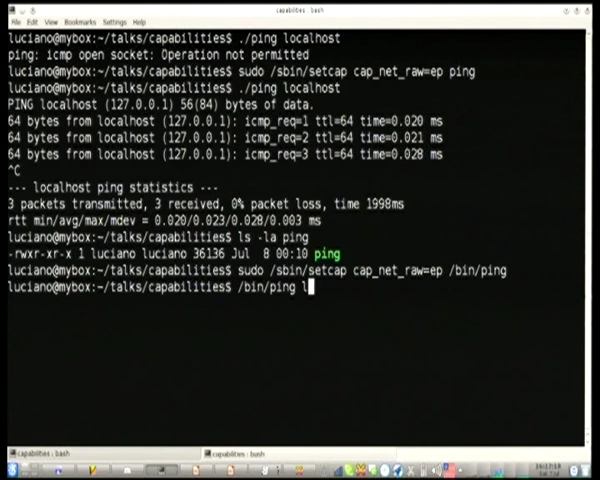 capabilities : bash
File Edit View Bookmarks Settings Help
luciano@mybox:~/talks/capabilities$ ./ping localhost
ping: icmp open socket: Operation not permitted
luciano@mybox:~/talks/capabilities$ sudo /sbin/setcap cap_net_raw=ep ping
luciano@mybox:~/talks/capabilities$ ./ping localhost
PING localhost (127.0.0.1) 56(84) bytes of data.
64 bytes from localhost (127.0.0.1): icmp_req=1 ttl=64 time=0.020 ms
64 bytes from localhost (127.0.0.1): icmp_req=2 ttl=64 time=0.021 ms
64 bytes from localhost (127.0.0.1): icmp_req=3 ttl=64 time=0.028 ms
^C
--- localhost ping statistics ---
3 packets transmitted, 3 received, 0% packet loss, time 1998ms
rtt min/avg/max/mdev = 0.020/0.023/0.028/0.003 ms
luciano@mybox:~/talks/capabilities$ ls -la ping
-rwxr-xr-x 1 luciano luciano 36136 Jul  8 00:10 ping
luciano@mybox:~/talks/capabilities$ sudo /sbin/setcap cap_net_raw=ep /bin/ping
luciano@mybox:~/talks/capabilities$ /bin/ping l
capabilities : bash
capabilities : bash